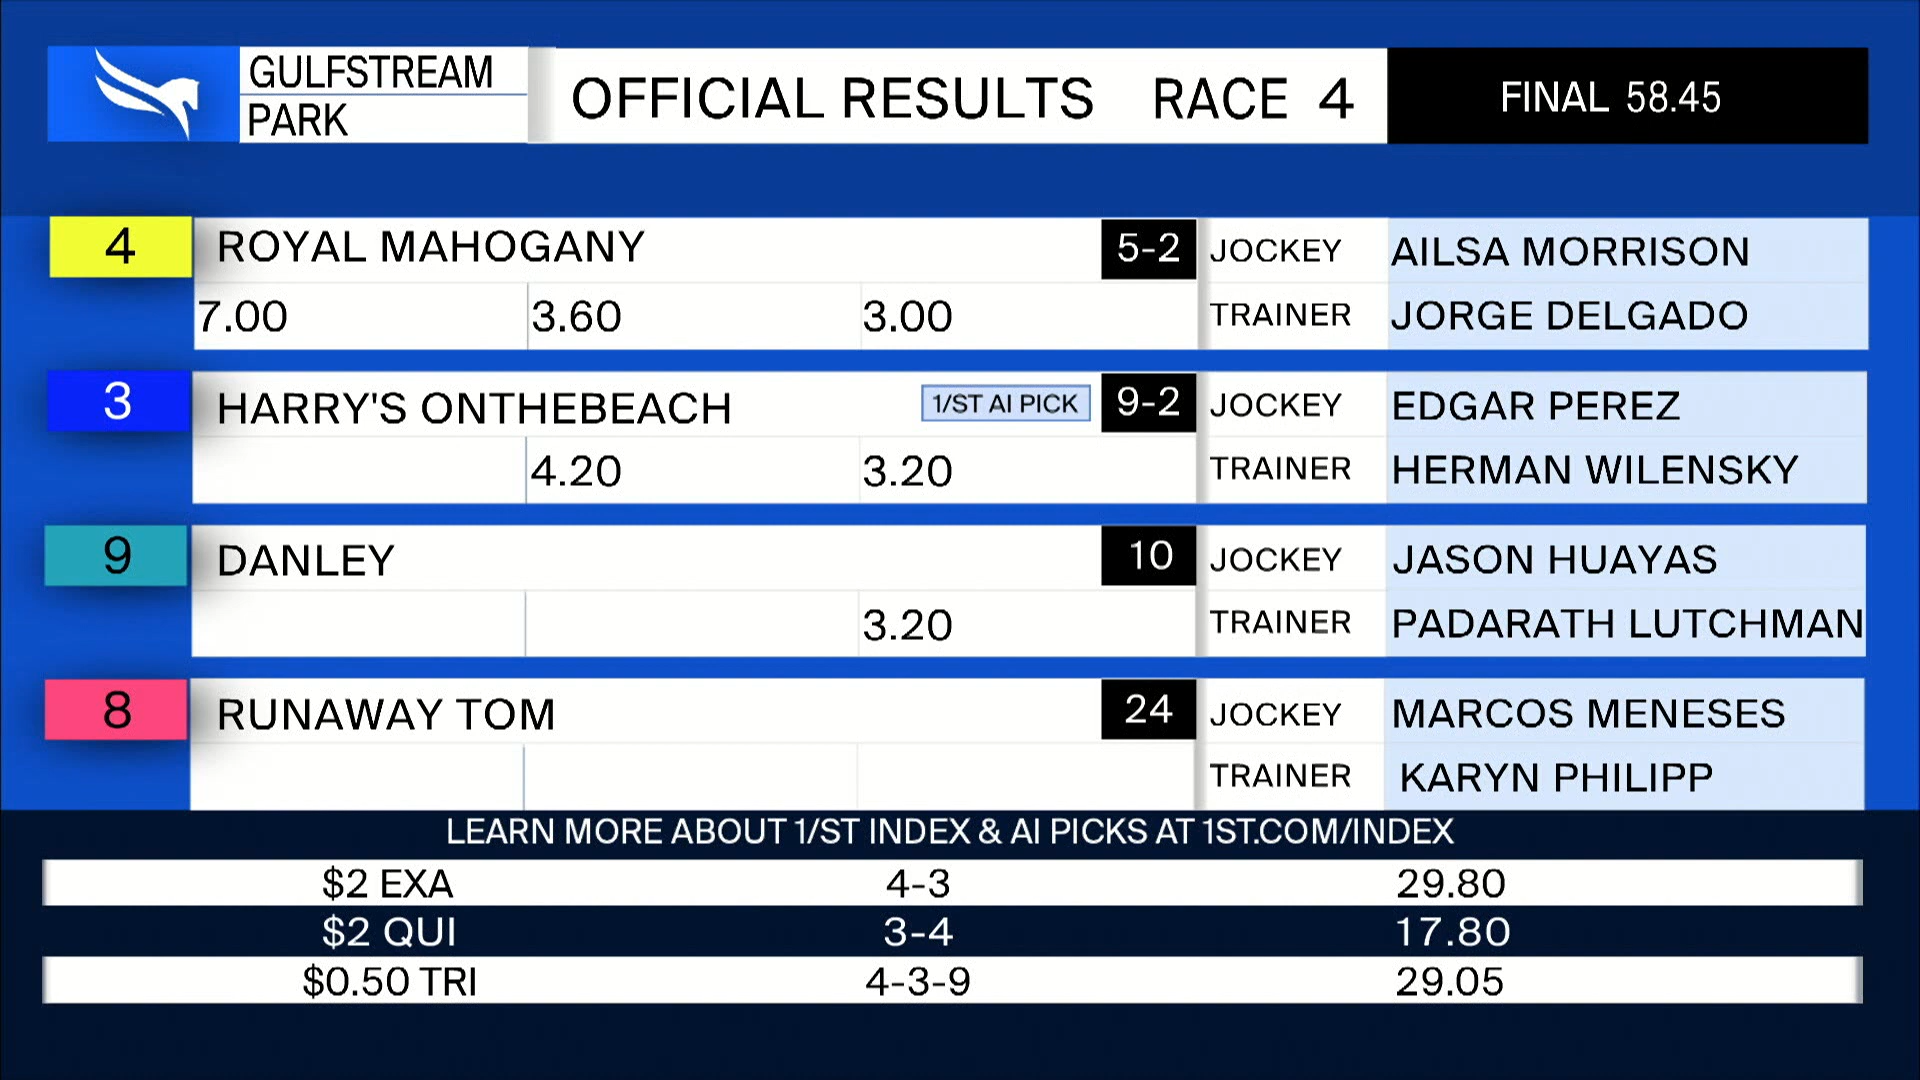 GULFSTREAM
PARK
OFFICIAL RESULTS RACE 4
FINAL 58.45
4 ROYAL MAHOGANY 5-2 JOCKEY AILSA MORRISON
7.00 3.60 3.00 TRAINER JORGE DELGADO
3 HARRY'S ONTHEBEACH 1/ST AI PICK 9-2 JOCKEY EDGAR PEREZ
4.20 3.20 TRAINER HERMAN WILENSKY
9 DANLEY 10 JOCKEY JASON HUAYAS
3.20 TRAINER PADARATH LUTCHMAN
8 RUNAWAY TOM 24 JOCKEY MARCOS MENESES
TRAINER KARYN PHILIPP
LEARN MORE ABOUT 1/ST INDEX & AI PICKS AT 1ST.COM/INDEX
$2 EXA 4-3 29.80
$2 QUI 3-4 17.80
$0.50 TRI 4-3-9 29.05